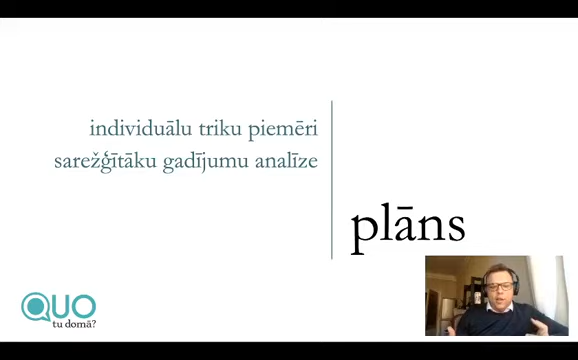 individuālu triku piemēri
sarežģītāku gadījumu analīze
plāns
QUO
tu domā?